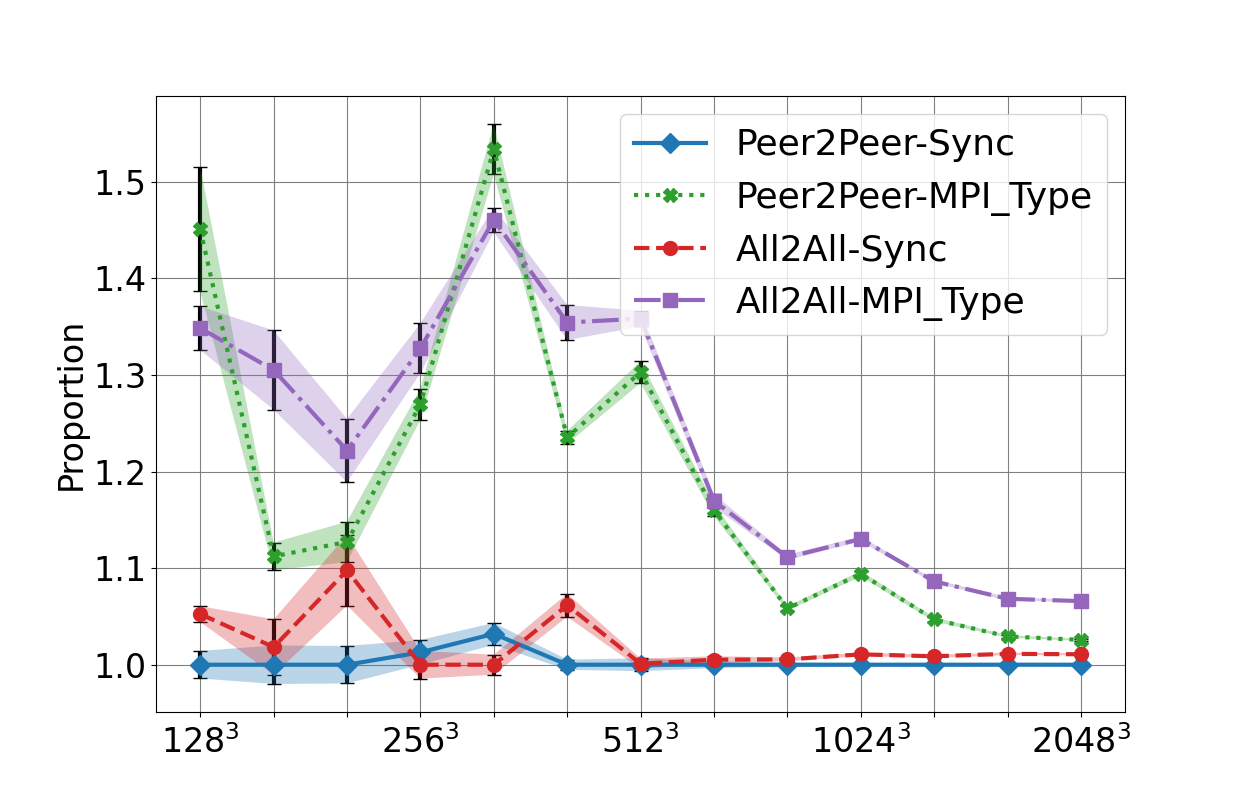 Peer2Peer-Sync
Peer2Peer-MPI_Type
All2All-Sync
All2All-MPI_Type
Proportion
1.5
1.4
1.3
1.2
1.1
1.0
128³ 256³ 512³ 1024³ 2048³